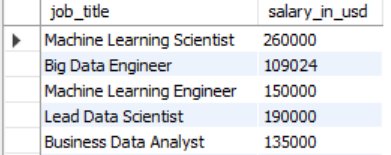 job_title salary_in_usd
Machine Learning Scientist 260000
Big Data Engineer 109024
Machine Learning Engineer 150000
Lead Data Scientist 190000
Business Data Analyst 135000